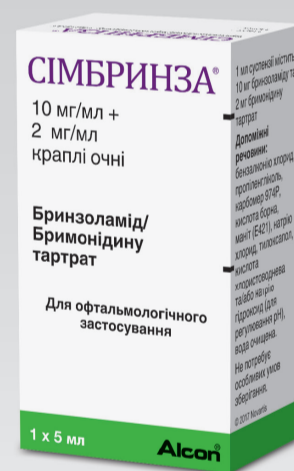 СІМБРИНЗА®
10 мг/мл +
2 мг/мл
краплі очні
Бринзоламід/
Бримонідину
тартрат
Для офтальмологічного
застосування
1 x 5 мл
Alcon®
1 мл суспензії містить
10 мг бринзоламіду та
2 мг бримонідину
тартрат
Допоміжні
речовини:
бензалконію хлорид,
пропіленгліколь,
карбомер 974Р,
кислота борна,
маніт (Е421), натрію
хлорид, тилоксапол,
кислота
хлористоводнева
та/або натрію
гідроксид (для
регулювання рН),
вода очищена.
Не потребує
особливих умов
зберігання.
© 2017 Novartis